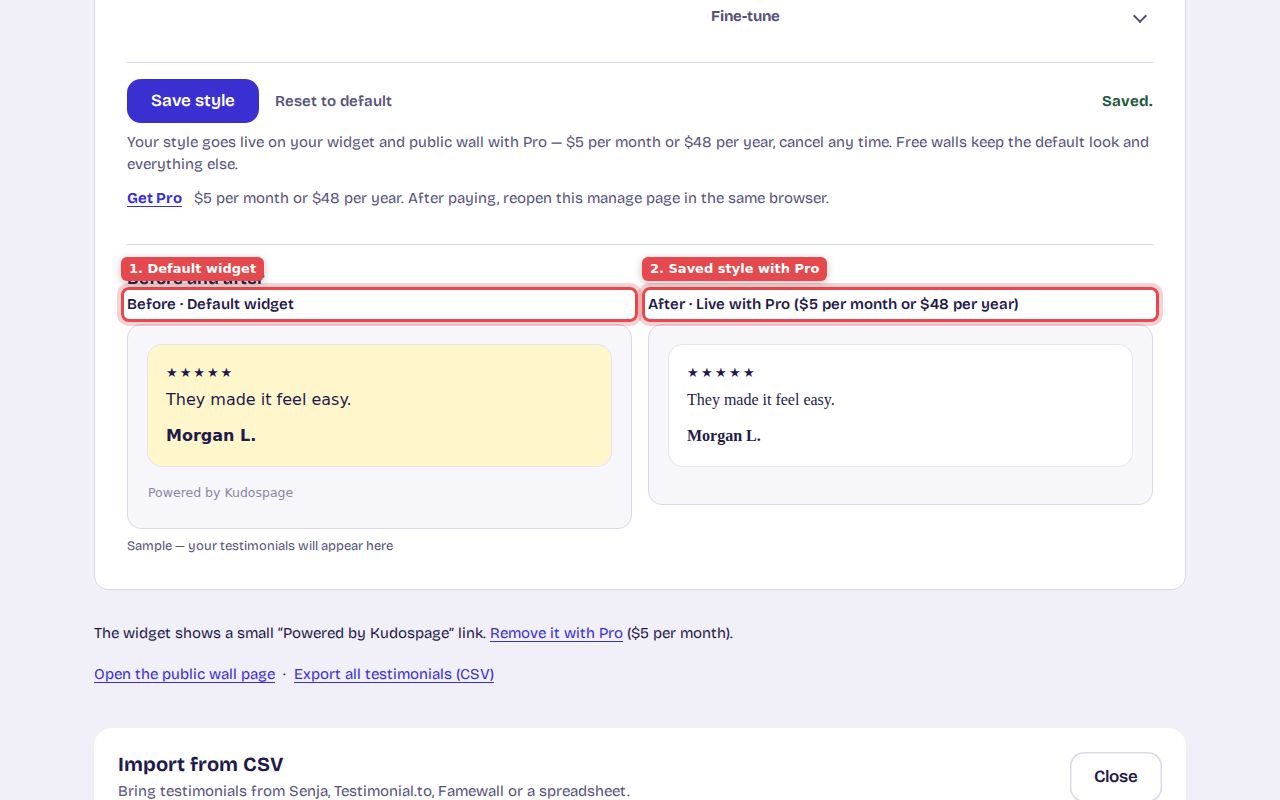 Fine-tune
Save style
Reset to default
Saved.
Your style goes live on your widget and public wall with Pro — $5 per month or $48 per year, cancel any time. Free walls keep the default look and
everything else.
Get Pro $5 per month or $48 per year. After paying, reopen this manage page in the same browser.
1. Default widget
2. Saved style with Pro
Before and after
Before · Default widget
After · Live with Pro ($5 per month or $48 per year)
★★★★★
They made it feel easy.
Morgan L.
Powered by Kudospage
★★★★★
They made it feel easy.
Morgan L.
Sample — your testimonials will appear here
The widget shows a small “Powered by Kudospage” link. Remove it with Pro ($5 per month).
Open the public wall page · Export all testimonials (CSV)
Import from CSV
Close
Bring testimonials from Senja, Testimonial.to, Famewall or a spreadsheet.